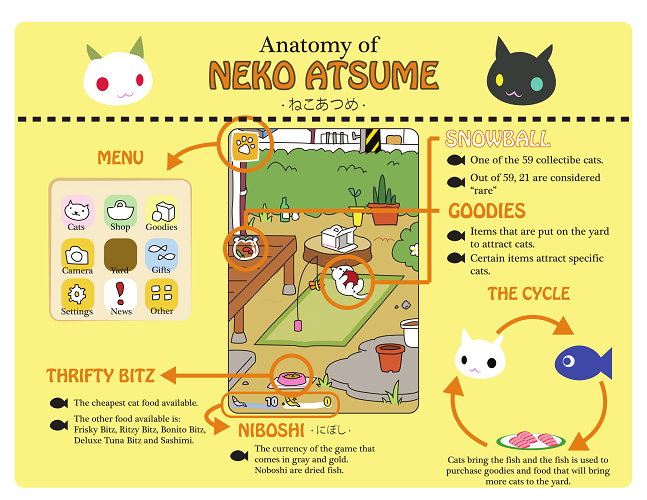 Anatomy of
NEKO ATSUME
·ねこあつめ·
MENU
Cats
Shop
Goodies
Camera
Yard
Gifts
Settings
News
Other
SNOWBALL
One of the 59 collectibe cats.
Out of 59, 21 are considered
“rare”
GOODIES
Items that are put on the yard
to attract cats.
Certain items attract specific
cats.
THE CYCLE
Cats bring the fish and the fish is used to
purchase goodies and food that will bring
more cats to the yard.
THRIFTY BITZ
The cheapest cat food available.
The other food available is:
Frisky Bitz, Ritzy Bitz, Bonito Bitz,
Deluxe Tuna Bitz and Sashimi.
10
0
NIBOSHI ·にぼし·
The currency of the game that
comes in gray and gold.
Noboshi are dried fish.